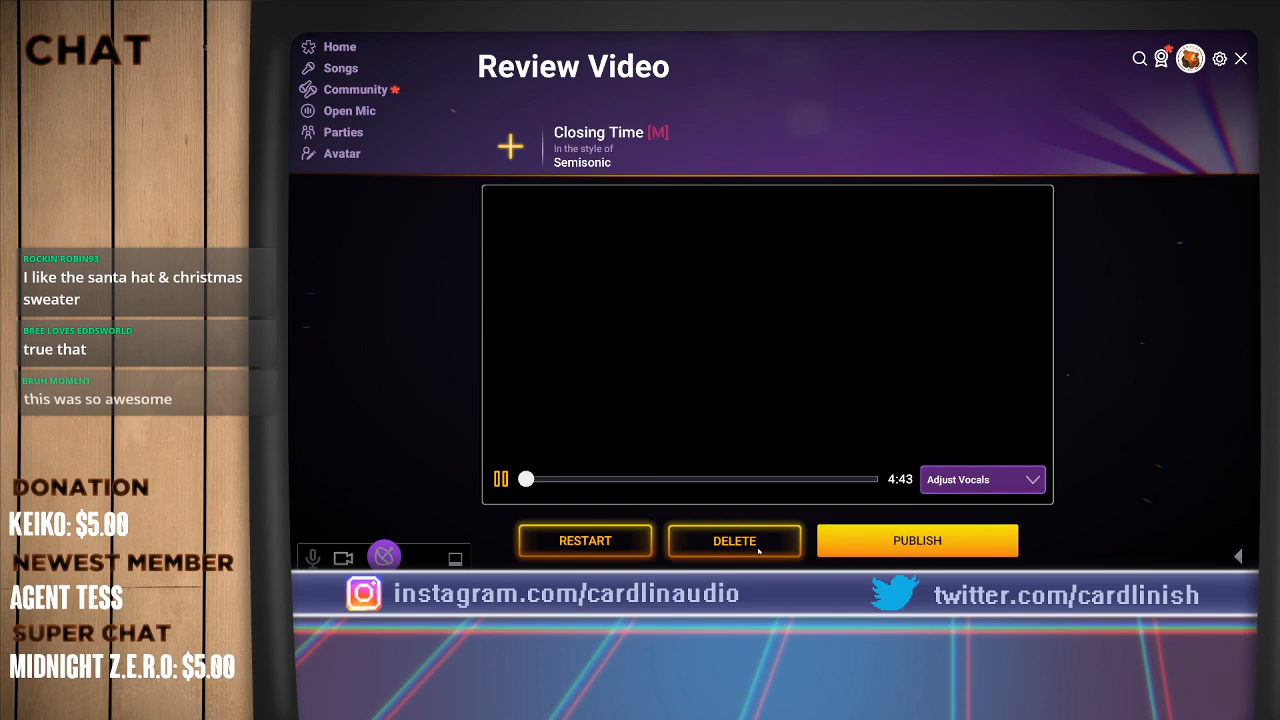 CHAT
ROCKIN ROBIN93
I like the santa hat & christmas
sweater
BREE LOVES EDDSWORLD
true that
BRUH MOMENT
this was so awesome
DONATION
KEIKO: $5.00
NEWEST MEMBER
AGENT TESS
SUPER CHAT
MIDNIGHT Z.E.R.O: $5.00
Home
Songs
Community
Open Mic
Parties
Avatar
Review Video
Closing Time [M]
In the style of
Semisonic
4:43
Adjust Vocals
RESTART
DELETE
PUBLISH
instagram.com/cardlinaudio
twitter.com/cardlinish